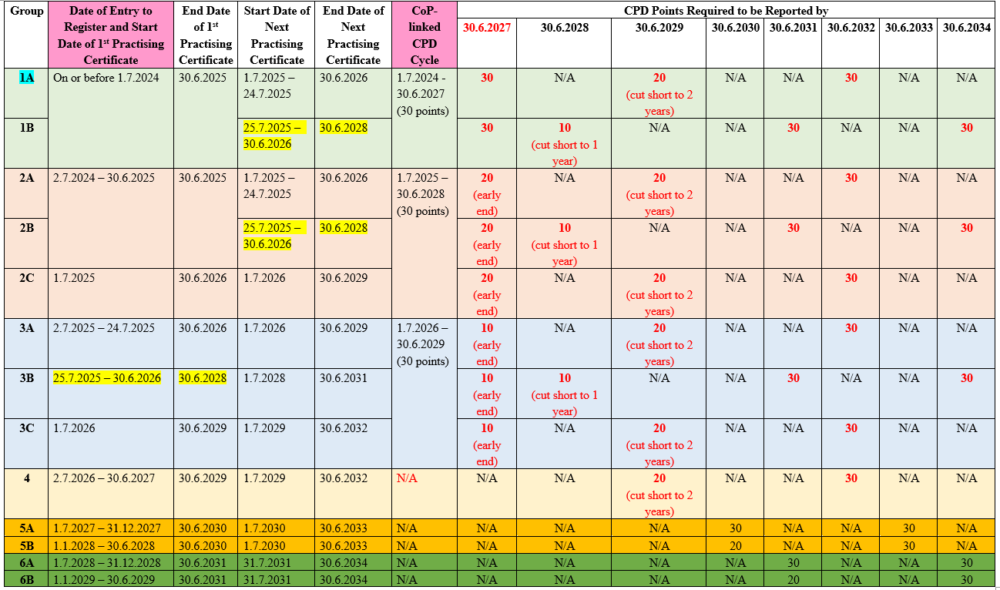 Group
Date of Entry to
Register and Start
Date of 1st Practising
Certificate
End Date
of 1st
Practising
Certificate
Start Date of
Next
Practising
Certificate
End Date of
Next
Practising
Certificate
CoP-
linked
CPD
Cycle
CPD Points Required to be Reported by
30.6.2027 30.6.2028 30.6.2029 30.6.2030 30.6.2031 30.6.2032 30.6.2033 30.6.2034
1A On or before 1.7.2024 30.6.2025 1.7.2025 – 30.6.2026 1.7.2024 - 30 N/A 20 N/A N/A 30 N/A N/A
24.7.2025 30.6.2027 (cut short to 2
(30 points) years)
1B 25.7.2025 – 30.6.2028 30 10 N/A N/A 30 N/A N/A 30
30.6.2026 (cut short to 1
year)
2A 2.7.2024 – 30.6.2025 30.6.2025 1.7.2025 – 30.6.2026 1.7.2025 – 20 N/A 20 N/A N/A 30 N/A N/A
24.7.2025 30.6.2028 (early (cut short to 2
(30 points) end) years)
2B 25.7.2025 – 30.6.2028 20 10 N/A N/A 30 N/A N/A 30
30.6.2026 (early (cut short to 1
end) year)
2C 1.7.2025 30.6.2026 1.7.2026 30.6.2029 20 N/A 20 N/A N/A 30 N/A N/A
(early (cut short to 2
end) years)
3A 2.7.2025 – 24.7.2025 30.6.2026 1.7.2026 30.6.2029 1.7.2026 – 10 N/A 20 N/A N/A 30 N/A N/A
30.6.2029 (early (cut short to 2
(30 points) end) years)
3B 25.7.2025 – 30.6.2026 30.6.2028 1.7.2028 30.6.2031 10 10 N/A N/A 30 N/A N/A 30
(early (cut short to 1
end) year)
3C 1.7.2026 30.6.2029 1.7.2029 30.6.2032 10 N/A 20 N/A N/A 30 N/A N/A
(early (cut short to 2
end) years)
4 2.7.2026 – 30.6.2027 30.6.2029 1.7.2029 30.6.2032 N/A N/A N/A 20 N/A N/A 30 N/A N/A
(cut short to 2
years)
5A 1.7.2027 – 31.12.2027 30.6.2030 1.7.2030 30.6.2033 N/A N/A N/A N/A 30 N/A N/A 30 N/A
5B 1.1.2028 – 30.6.2028 30.6.2030 1.7.2030 30.6.2033 N/A N/A N/A N/A 20 N/A N/A 30 N/A
6A 1.7.2028 – 31.12.2028 30.6.2031 31.7.2031 30.6.2034 N/A N/A N/A N/A N/A 30 N/A N/A 30
6B 1.1.2029 – 30.6.2029 30.6.2031 31.7.2031 30.6.2034 N/A N/A N/A N/A N/A 20 N/A N/A 30